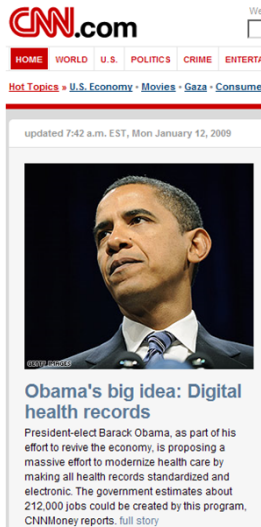 CNN.com
We
HOME WORLD U.S. POLITICS CRIME ENTERTA
Hot Topics » U.S. Economy • Movies • Gaza • Consume
updated 7:42 a.m. EST, Mon January 12, 2009
GETTY IMAGES
Obama's big idea: Digital
health records
President-elect Barack Obama, as part of his
effort to revive the economy, is proposing a
massive effort to modernize health care by
making all health records standardized and
electronic. The government estimates about
212,000 jobs could be created by this program,
CNNMoney reports. full story